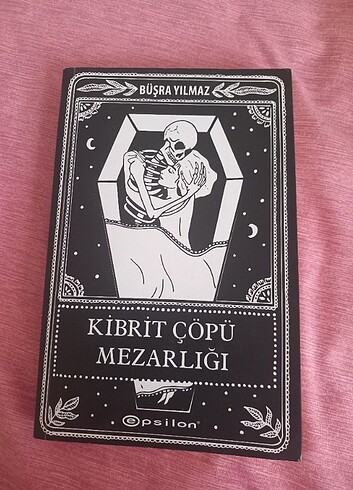 BÜŞRA YILMAZ
KİBRİT ÇÖPÜ
MEZARLIĞI
epsilon®